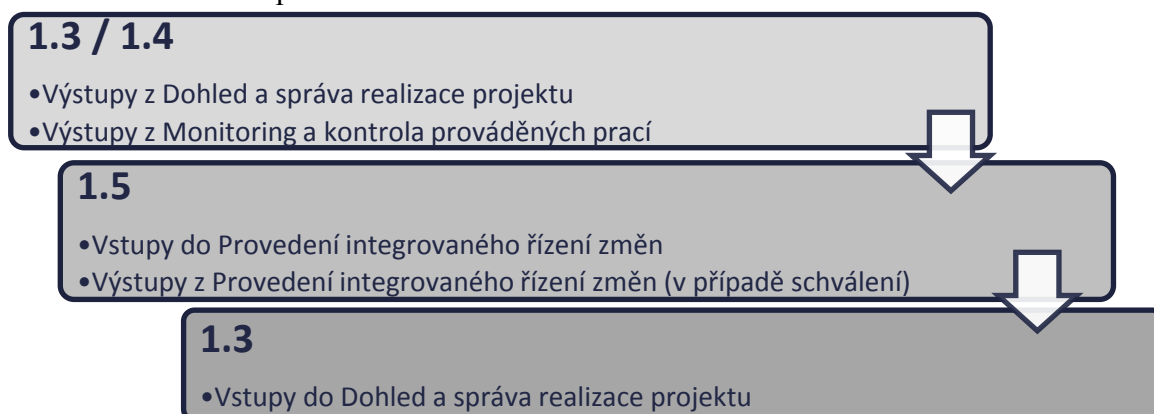 1.3 / 1.4
•Výstupy z Dohled a správa realizace projektu
•Výstupy z Monitoring a kontrola prováděných prací
1.5
•Vstupy do Provedení integrovaného řízení změn
•Výstupy z Provedení integrovaného řízení změn (v případě schválení)
1.3
•Vstupy do Dohled a správa realizace projektu